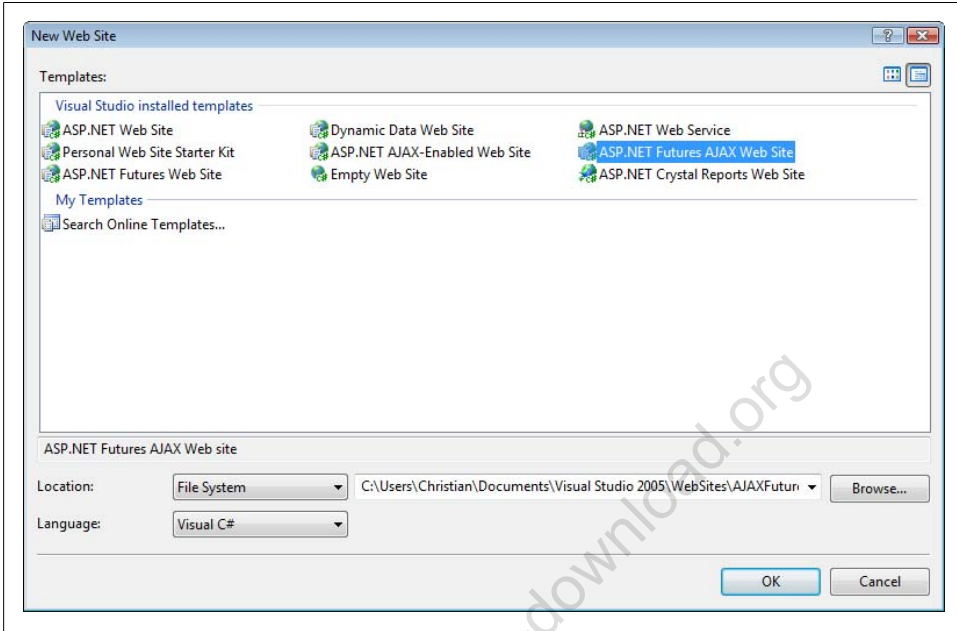 New Web Site
Templates:
Visual Studio installed templates
ASP.NET Web Site
Dynamic Data Web Site
ASP.NET Web Service
Personal Web Site Starter Kit
ASP.NET AJAX-Enabled Web Site
ASP.NET Futures AJAX Web Site
ASP.NET Futures Web Site
Empty Web Site
ASP.NET Crystal Reports Web Site
My Templates
Search Online Templates...
ASP.NET Futures AJAX Web site
Location:
File System
C:\Users\Christian\Documents\Visual Studio 2005\WebSites\AJAXFutur
Browse...
Language:
Visual C#
OK
Cancel
download.org